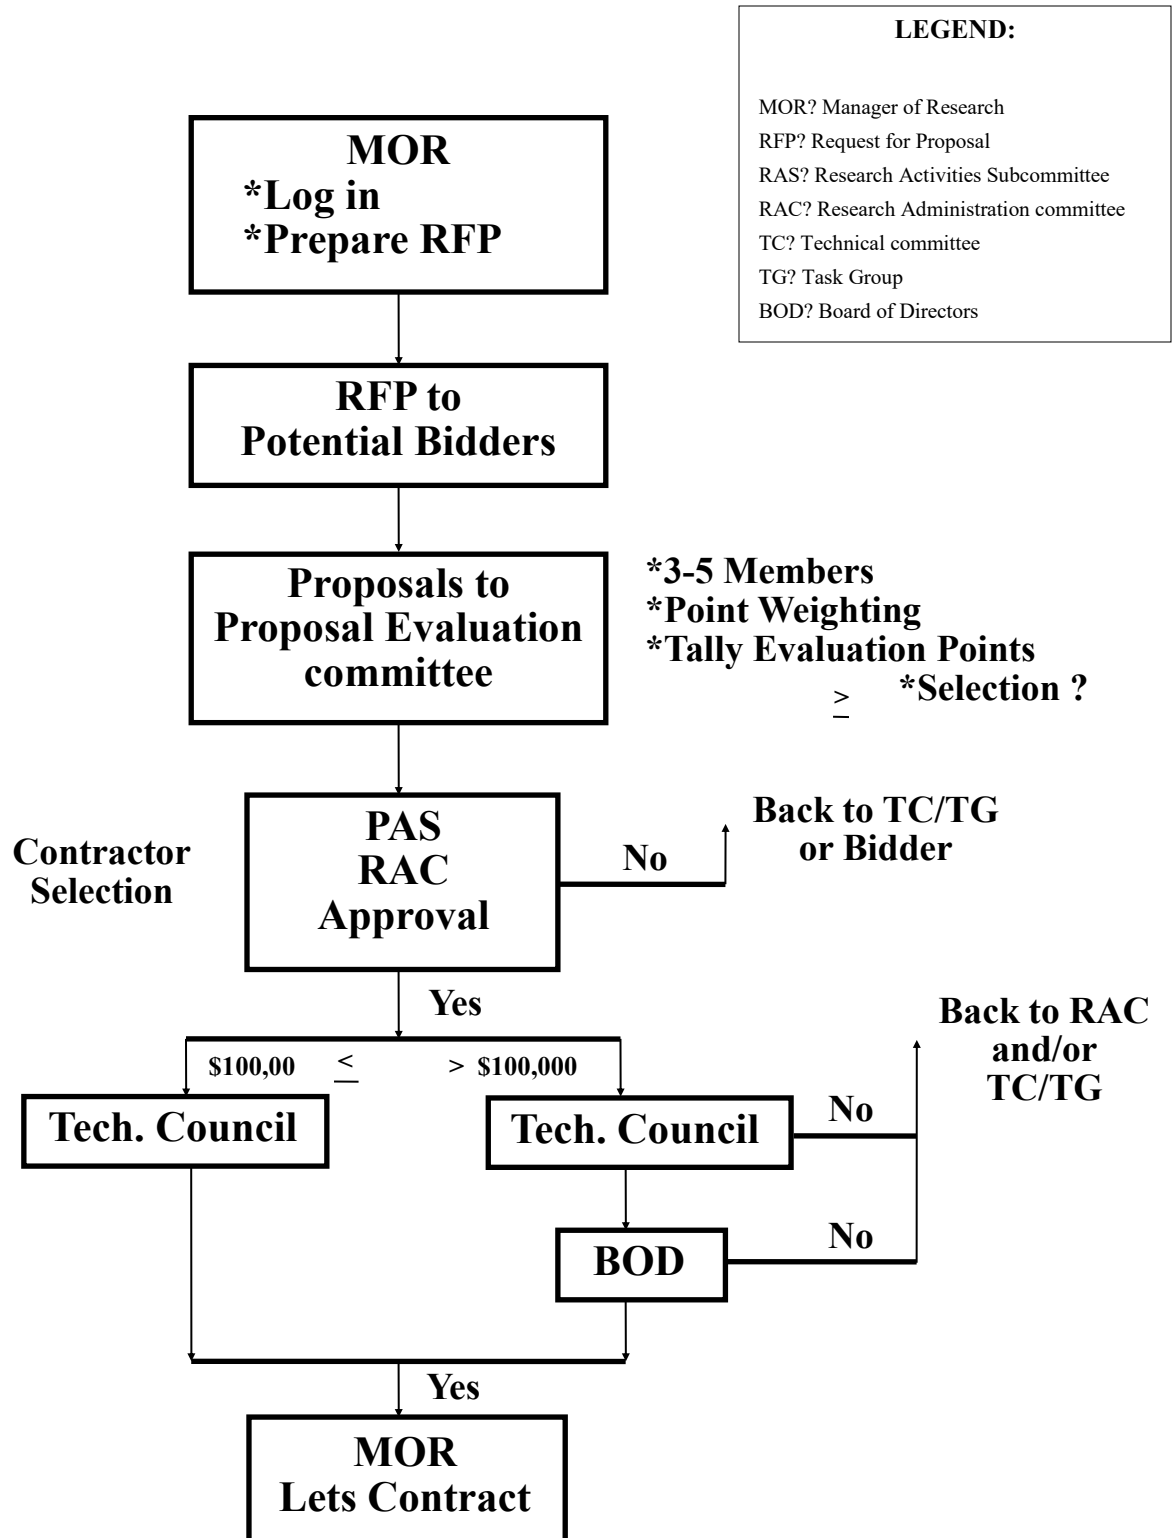 LEGEND:
MOR? Manager of Research
RFP? Request for Proposal
RAS? Research Activities Subcommittee
RAC? Research Administration committee
TC? Technical committee
TG? Task Group
BOD? Board of Directors
MOR
*Log in
*Prepare RFP
RFP to
Potential Bidders
Proposals to
Proposal Evaluation
committee
*3-5 Members
*Point Weighting
*Tally Evaluation Points
≥ *Selection ?
Contractor
Selection
PAS
RAC
Approval
No
Back to TC/TG
or Bidder
Yes
$100,00 ≤ > $100,000
Back to RAC
and/or
TC/TG
Tech. Council
Tech. Council
No
BOD
No
Yes
MOR
Lets Contract